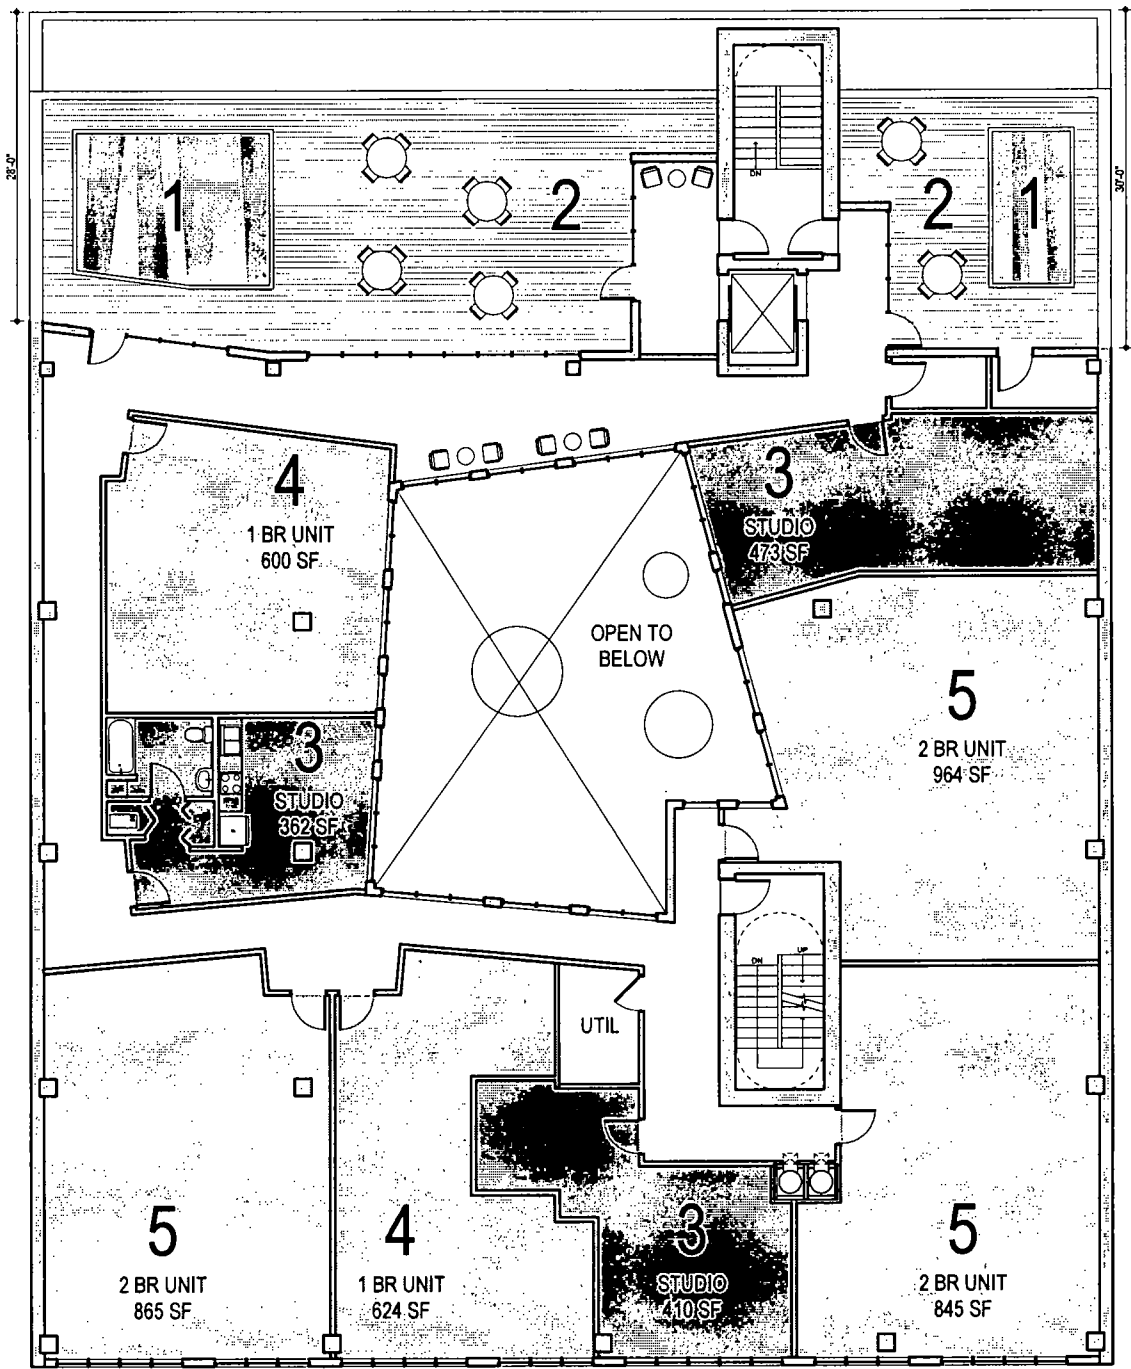 28'-0"
30'-0"
DN
1
2
2
1
4
1 BR UNIT
600 SF
3
STUDIO
473 SF
OPEN TO
BELOW
5
2 BR UNIT
964 SF
3
STUDIO
362 SF
DN
UP
UTIL
5
2 BR UNIT
865 SF
4
1 BR UNIT
624 SF
3
STUDIO
410 SF
5
2 BR UNIT
845 SF